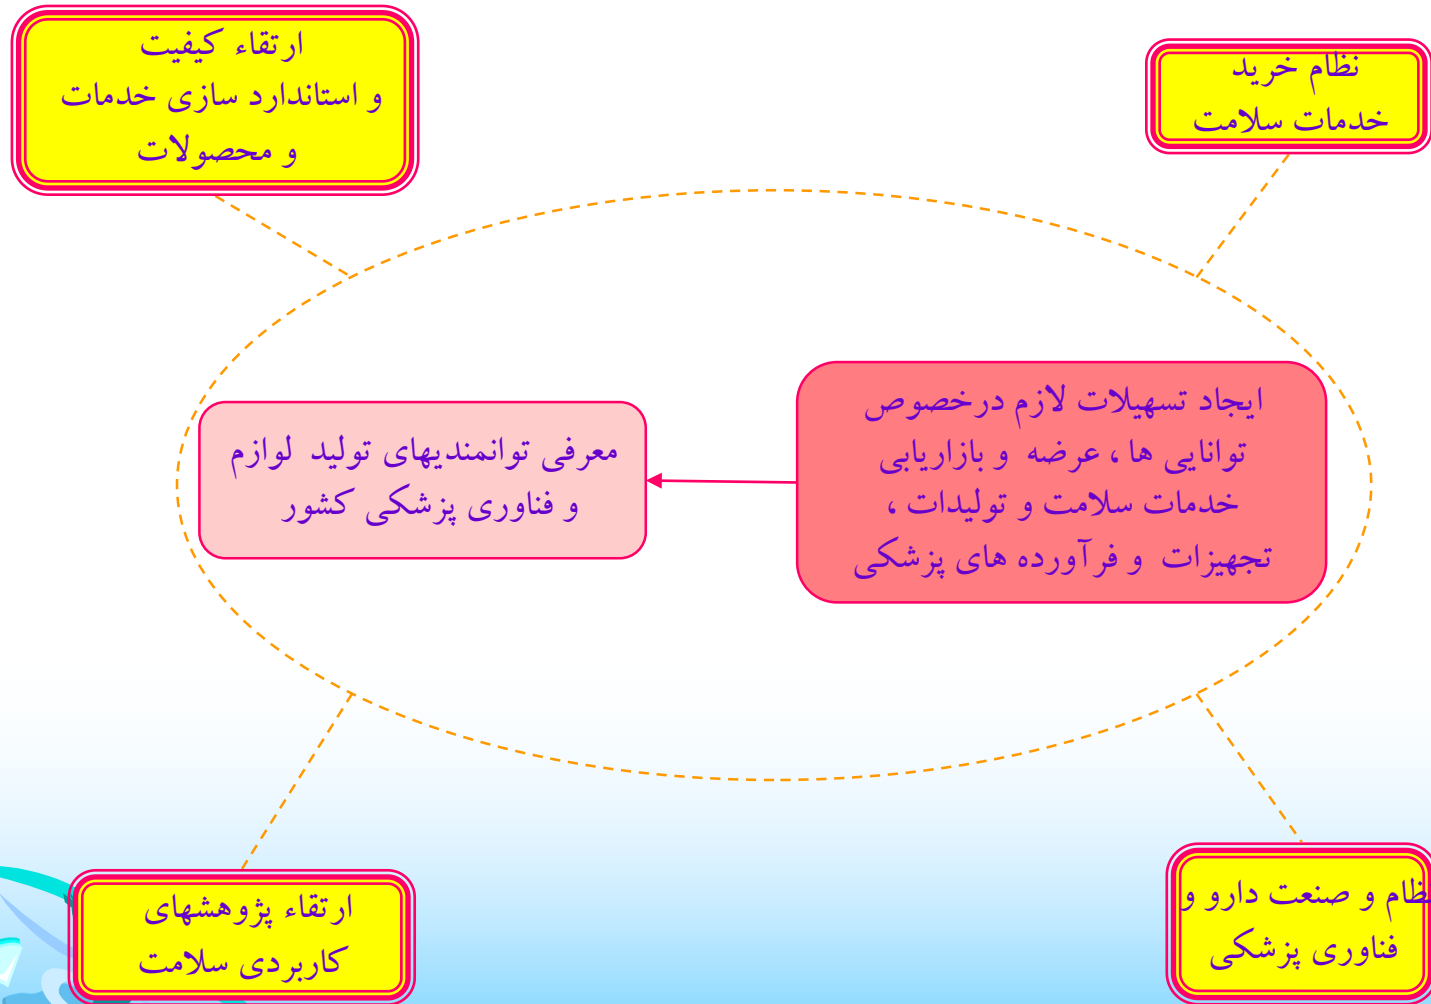 نظام خرید
خدمات سلامت
ارتقاء کیفیت
و استاندارد سازی خدمات
و محصولات
ایجاد تسهیلات لازم درخصوص
توانایی ها ، عرضه و بازاریابی
خدمات سلامت و تولیدات ،
تجهیزات و فرآورده های پزشکی
معرفی توانمندیهای تولید لوازم
و فناوری پزشکی کشور
نظام و صنعت دارو و
فناوری پزشکی
ارتقاء پژوهشهای
کاربردی سلامت